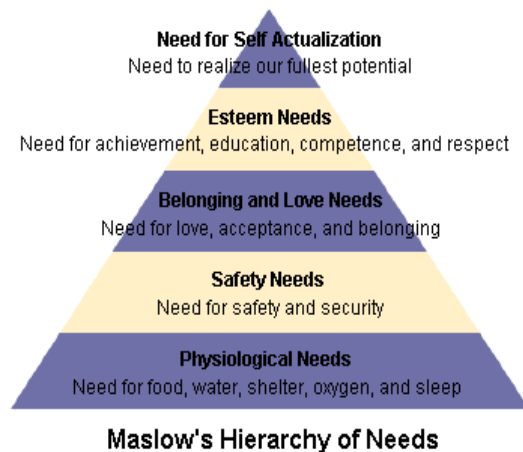 Need for Self Actualization
Need to realize our fullest potential
Esteem Needs
Need for achievement, education, competence, and respect
Belonging and Love Needs
Need for love, acceptance, and belonging
Safety Needs
Need for safety and security
Physiological Needs
Need for food, water, shelter, oxygen, and sleep
Maslow's Hierarchy of Needs